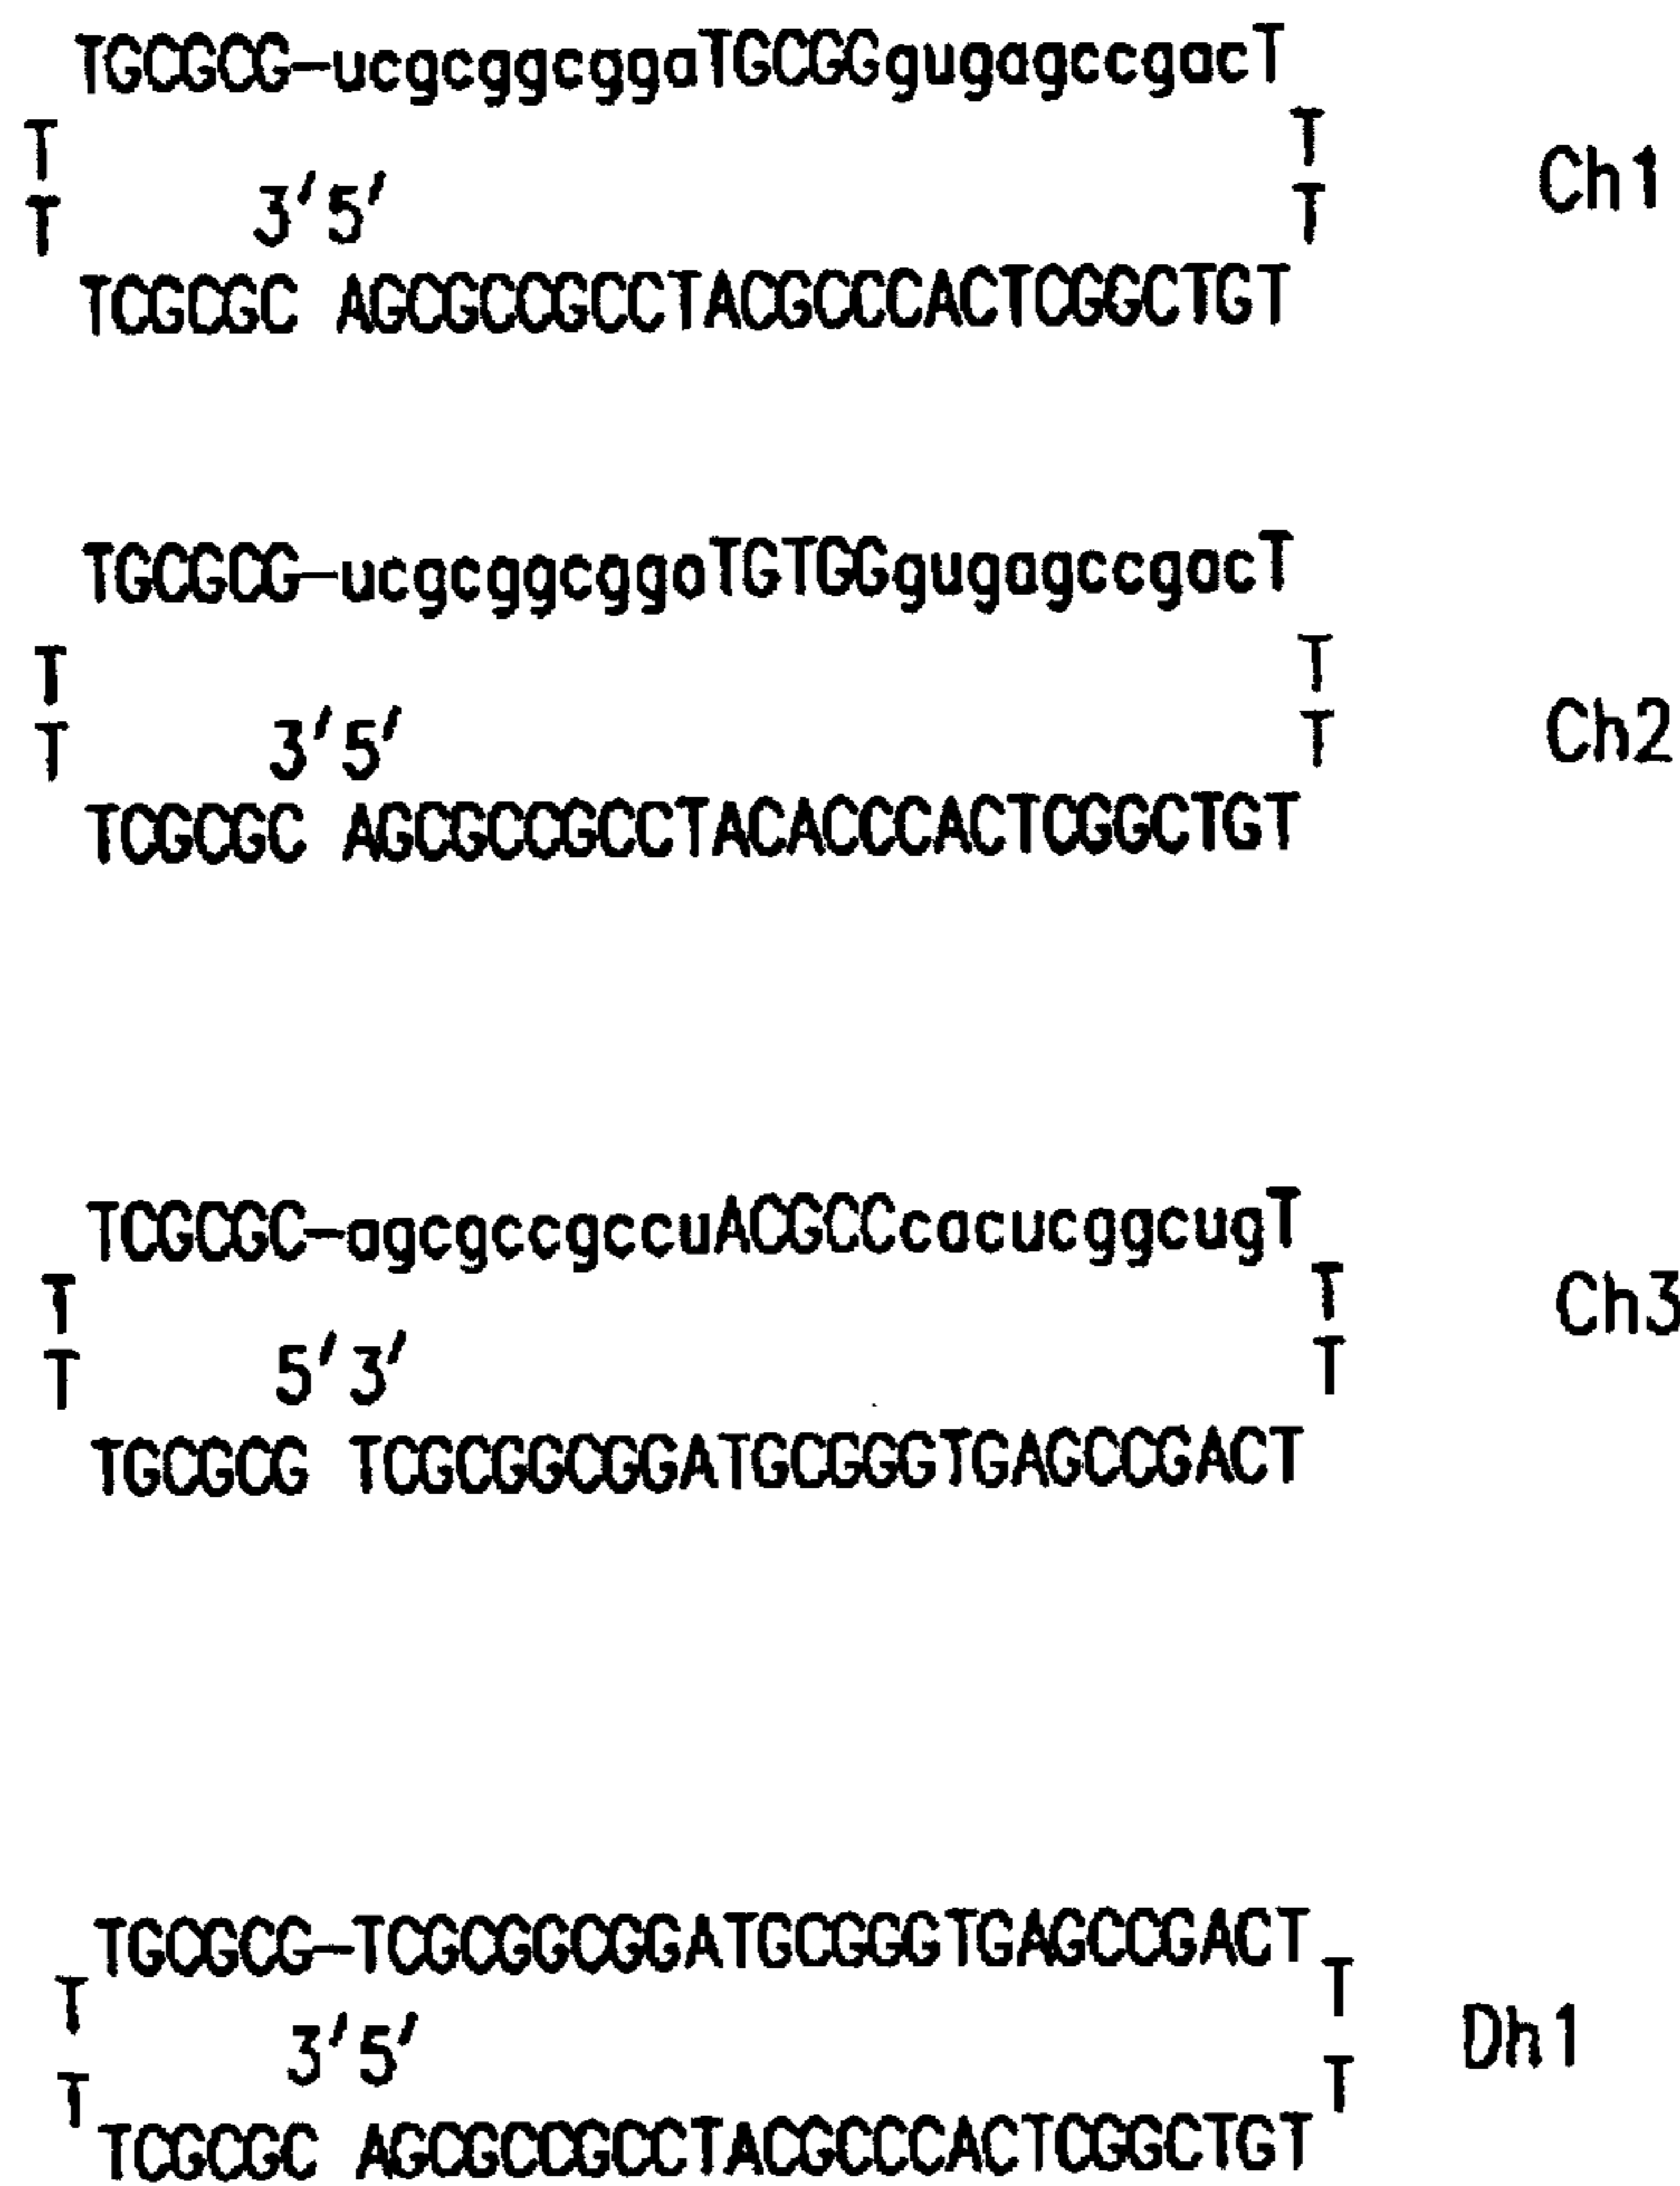 TGCGCG–ucgcggcggaTGCGGgugagccgacT
T T
Ch1
3'5'
T T
TCGCGC AGCGCCGCCTACGCCCACTCGGCTGT
TGCGCG–ucgcggcggaTGTGGgugagccgacT
T T
Ch2
3'5'
T T
TCGCGC AGCGCCGCCTACACCCACTCGGCTGT
TCGCGC–agcgccgccuACGCCcacucggcugT
T T
Ch3
5'3'
T T
TGCGCG TCGCGGCGGATGCGGGTGAGCCGACT
TGCGCG–TCGCGGCGGATGCGGGTGAGCCGACT
T T
Dh1
3'5'
T T
TCGCGC AGCGCCGCCTACGCCCACTCGGCTGT